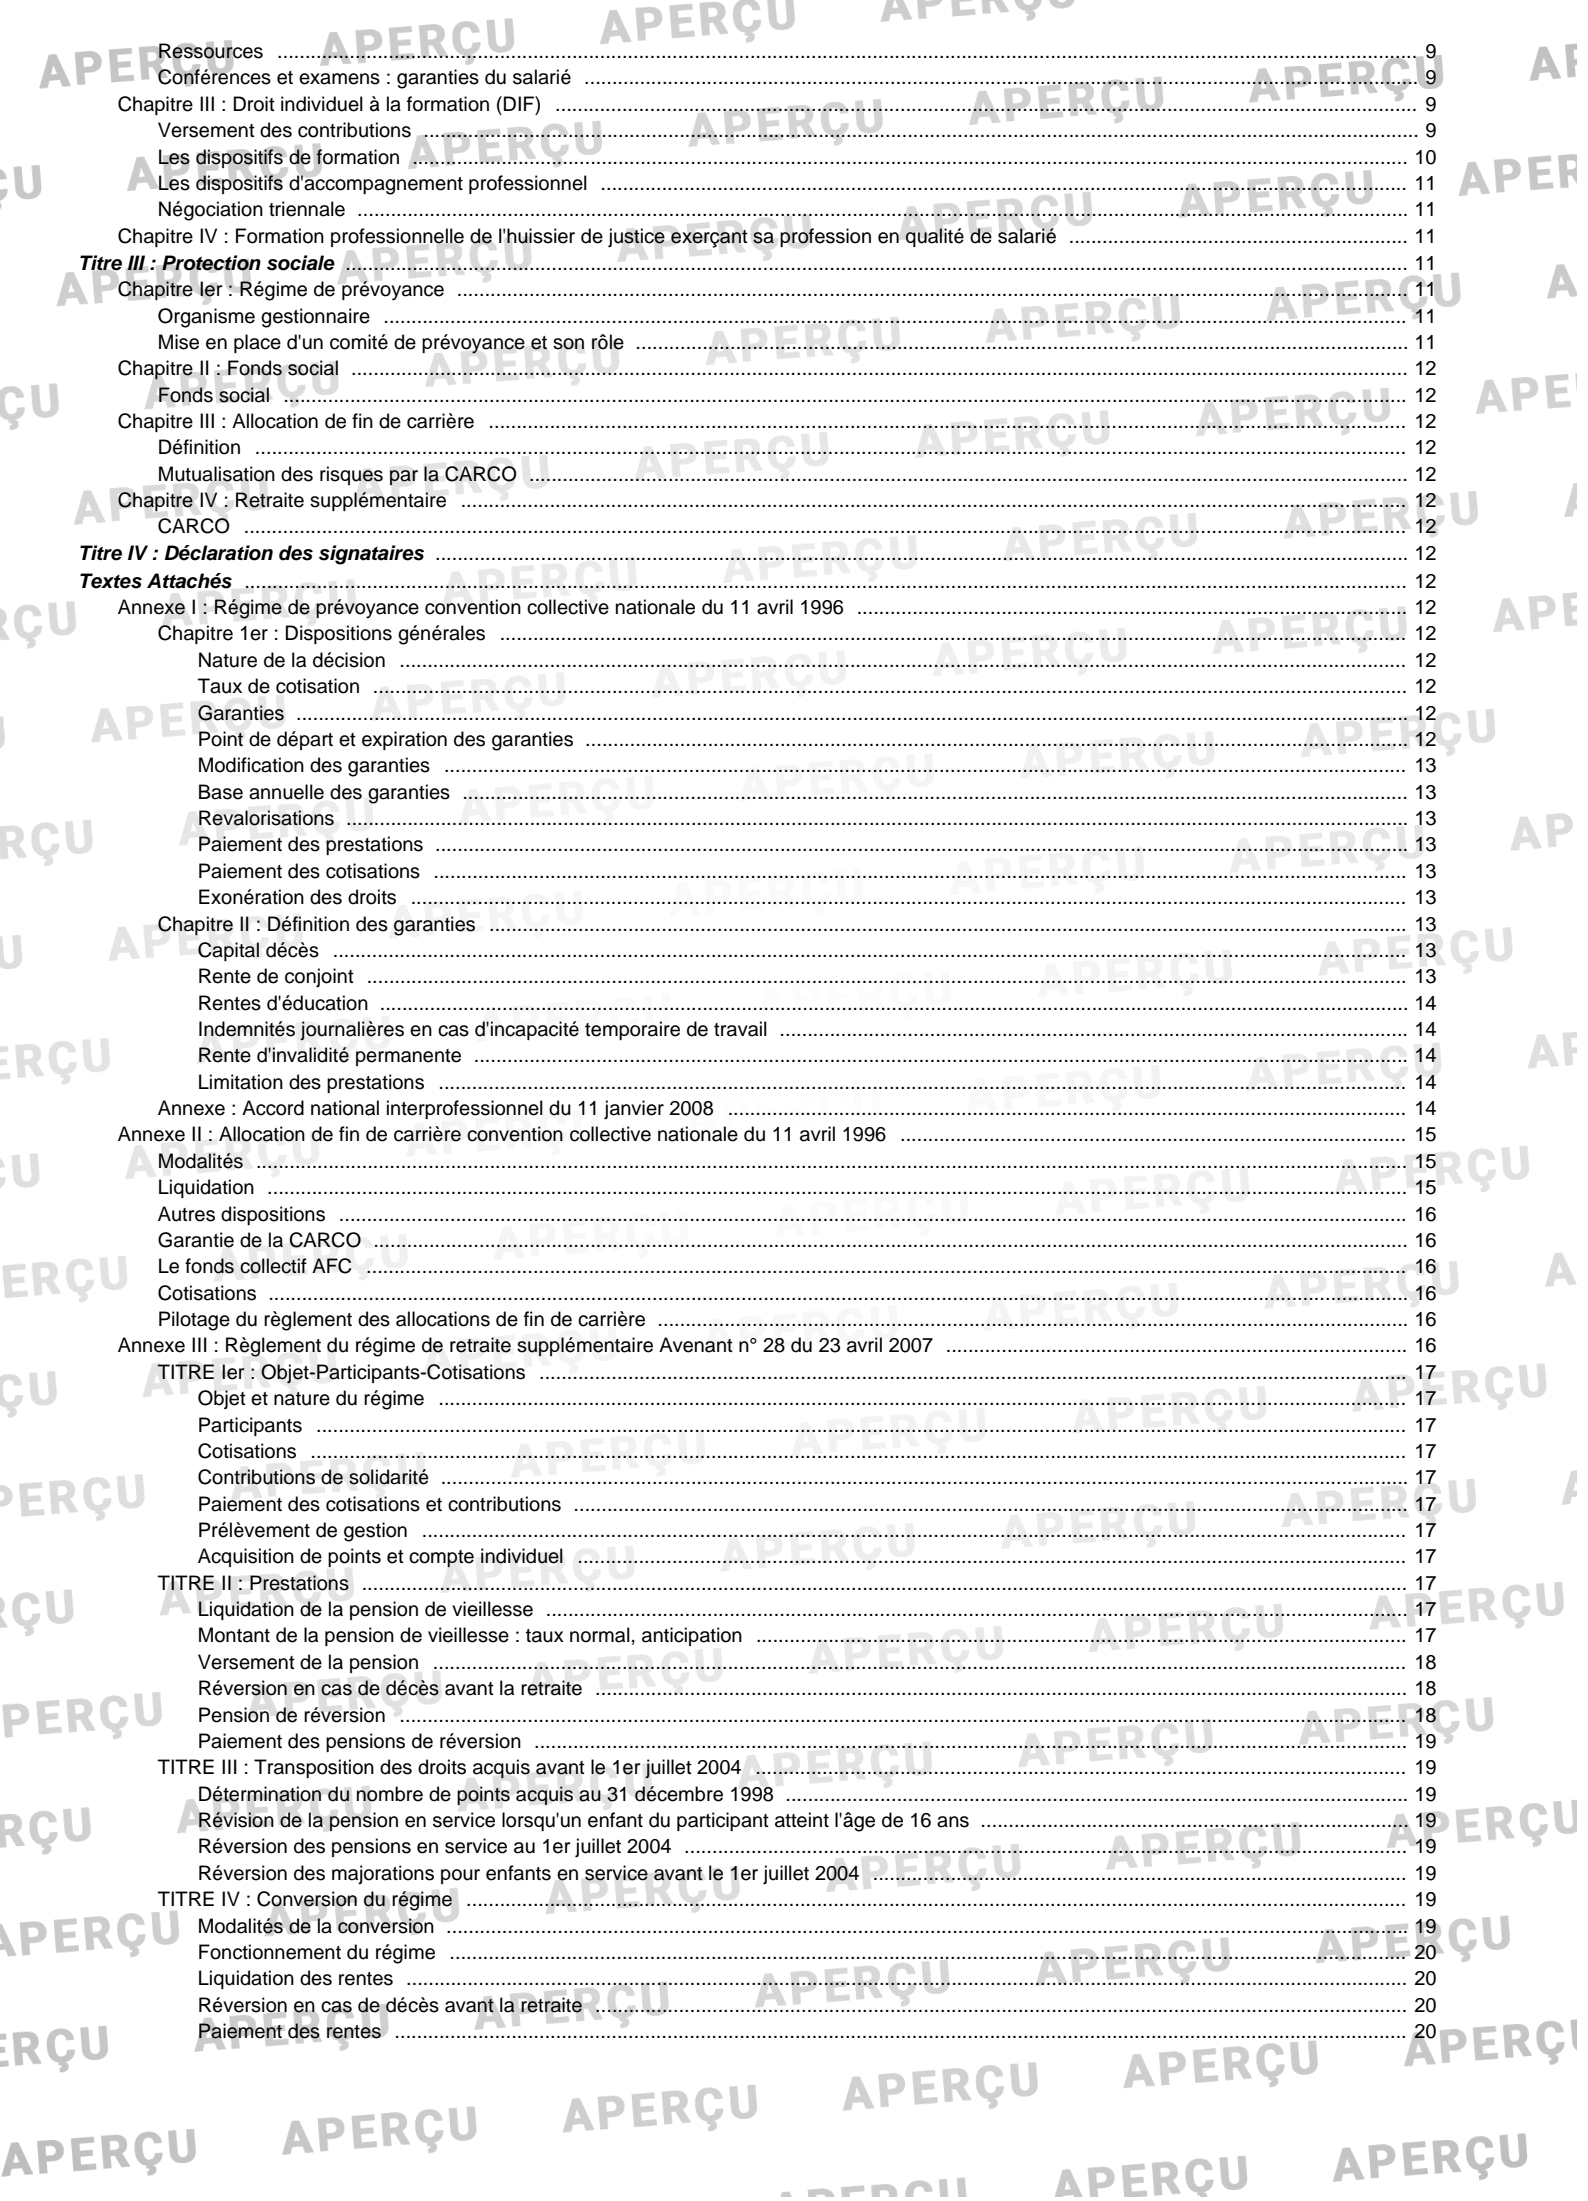 Ressources ... 9
Conférences et examens : garanties du salarié ... 9
Chapitre III : Droit individuel à la formation (DIF) ... 9
Versement des contributions ... 9
Les dispositifs de formation ... 10
Les dispositifs d'accompagnement professionnel ... 11
Négociation triennale ... 11
Chapitre IV : Formation professionnelle de l'huissier de justice exerçant sa profession en qualité de salarié ... 11
Titre III : Protection sociale ... 11
Chapitre Ier : Régime de prévoyance ... 11
Organisme gestionnaire ... 11
Mise en place d'un comité de prévoyance et son rôle ... 11
Chapitre II : Fonds social ... 12
Fonds social ... 12
Chapitre III : Allocation de fin de carrière ... 12
Définition ... 12
Mutualisation des risques par la CARCO ... 12
Chapitre IV : Retraite supplémentaire ... 12
CARCO ... 12
Titre IV : Déclaration des signataires ... 12
Textes Attachés ... 12
Annexe I : Régime de prévoyance convention collective nationale du 11 avril 1996 ... 12
Chapitre 1er : Dispositions générales ... 12
Nature de la décision ... 12
Taux de cotisation ... 12
Garanties ... 12
Point de départ et expiration des garanties ... 12
Modification des garanties ... 13
Base annuelle des garanties ... 13
Revalorisations ... 13
Paiement des prestations ... 13
Paiement des cotisations ... 13
Exonération des droits ... 13
Chapitre II : Définition des garanties ... 13
Capital décès ... 13
Rente de conjoint ... 13
Rentes d'éducation ... 14
Indemnités journalières en cas d'incapacité temporaire de travail ... 14
Rente d'invalidité permanente ... 14
Limitation des prestations ... 14
Annexe : Accord national interprofessionnel du 11 janvier 2008 ... 14
Annexe II : Allocation de fin de carrière convention collective nationale du 11 avril 1996 ... 15
Modalités ... 15
Liquidation ... 15
Autres dispositions ... 16
Garantie de la CARCO ... 16
Le fonds collectif AFC ... 16
Cotisations ... 16
Pilotage du règlement des allocations de fin de carrière ... 16
Annexe III : Règlement du régime de retraite supplémentaire Avenant n° 28 du 23 avril 2007 ... 16
TITRE Ier : Objet-Participants-Cotisations ... 17
Objet et nature du régime ... 17
Participants ... 17
Cotisations ... 17
Contributions de solidarité ... 17
Paiement des cotisations et contributions ... 17
Prélèvement de gestion ... 17
Acquisition de points et compte individuel ... 17
TITRE II : Prestations ... 17
Liquidation de la pension de vieillesse ... 17
Montant de la pension de vieillesse : taux normal, anticipation ... 17
Versement de la pension ... 18
Réversion en cas de décès avant la retraite ... 18
Pension de réversion ... 18
Paiement des pensions de réversion ... 19
TITRE III : Transposition des droits acquis avant le 1er juillet 2004 ... 19
Détermination du nombre de points acquis au 31 décembre 1998 ... 19
Révision de la pension en service lorsqu'un enfant du participant atteint l'âge de 16 ans ... 19
Réversion des pensions en service au 1er juillet 2004 ... 19
Réversion des majorations pour enfants en service avant le 1er juillet 2004 ... 19
TITRE IV : Conversion du régime ... 19
Modalités de la conversion ... 19
Fonctionnement du régime ... 20
Liquidation des rentes ... 20
Réversion en cas de décès avant la retraite ... 20
Paiement des rentes ... 20
APERÇU